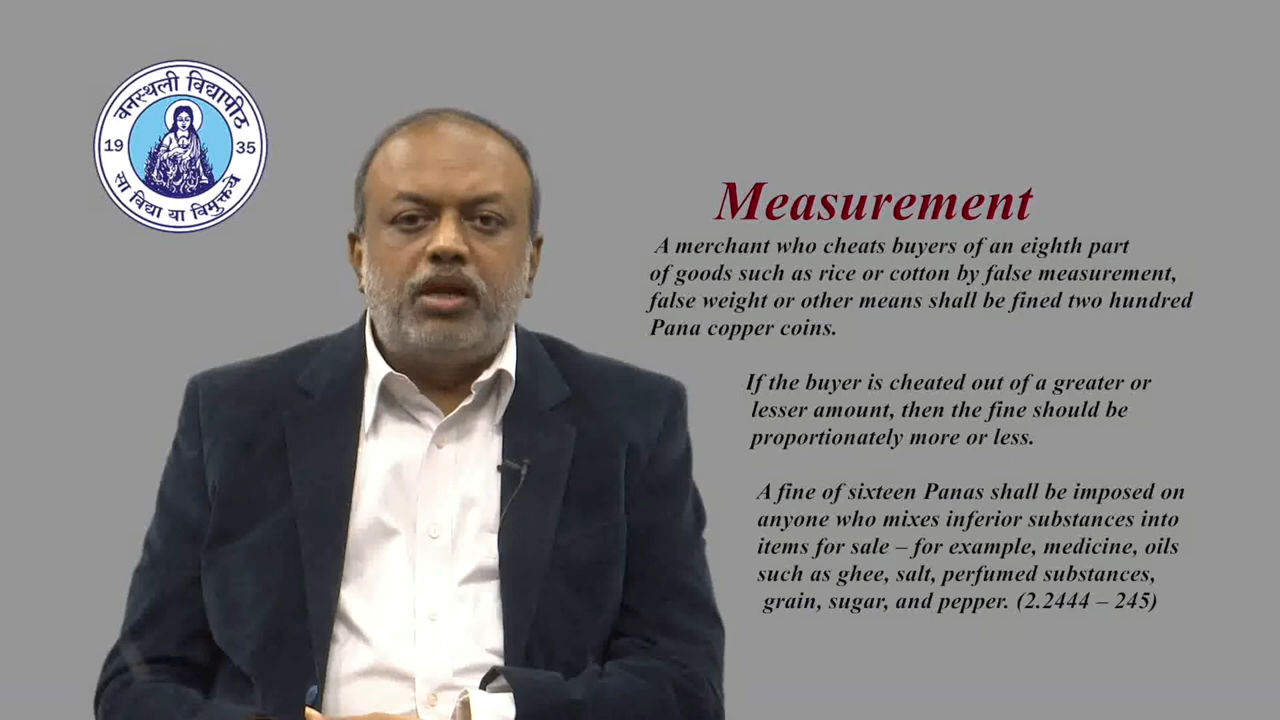 वनस्थली विद्यापीठ
19 35
सा विद्या या विमुक्तये
Measurement
A merchant who cheats buyers of an eighth part
of goods such as rice or cotton by false measurement,
false weight or other means shall be fined two hundred
Pana copper coins.
If the buyer is cheated out of a greater or
lesser amount, then the fine should be
proportionately more or less.
A fine of sixteen Panas shall be imposed on
anyone who mixes inferior substances into
items for sale – for example, medicine, oils
such as ghee, salt, perfumed substances,
grain, sugar, and pepper. (2.2444 – 245)